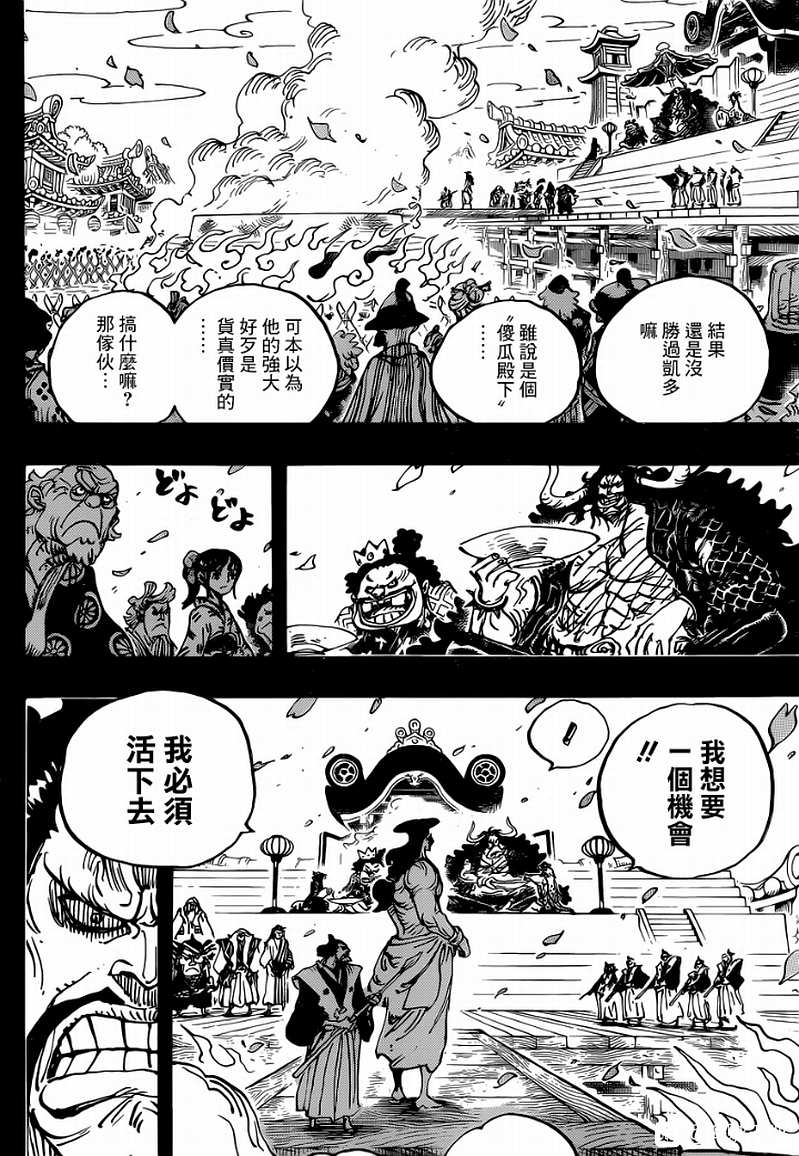 結果
還是沒
勝過凱多
嘛
雖說是個
〝傻瓜殿下〞
……
可本以為
他的強大
好歹是
貨真價實的
……
搞什麼嘛?
那傢伙…
どよ
どよ
我想要
一個機會
!!
!
我必須
活下去